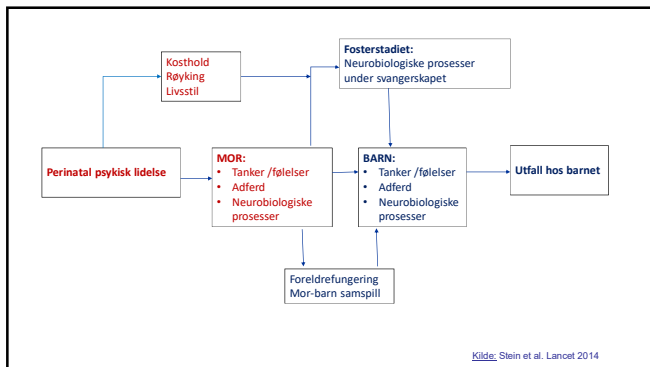 Kosthold
Røyking
Livsstil
Fosterstadiet:
Neurobiologiske prosesser
under svangerskapet
Perinatal psykisk lidelse
MOR:
• Tanker /følelser
• Adferd
• Neurobiologiske
prosesser
BARN:
• Tanker/følelser
• Adferd
• Neurobiologiske
prosesser
Utfall hos barnet
Foreldrefungering
Mor-barn samspill
Kilde: Stein et al. Lancet 2014